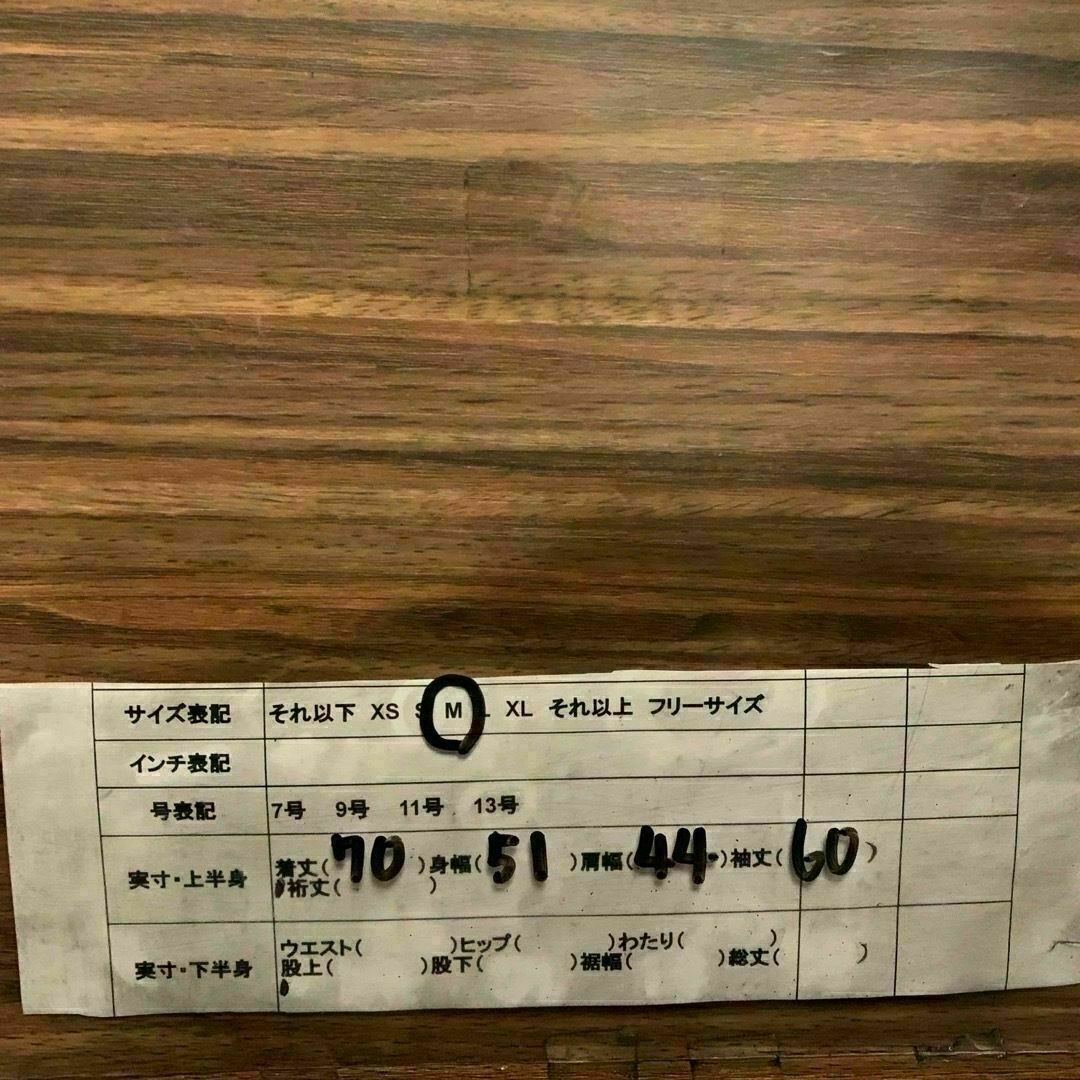 サイズ表記 それ以下 XS S M L XL それ以上 フリーサイズ
インチ表記
号表記 7号 9号 11号 13号
実寸・上半身 着丈(70)身幅(51)肩幅(44)袖丈(60)
裄丈( )
実寸・下半身 ウエスト( )ヒップ( )わたり( )
股上( )股下( )裾幅( )総丈( )